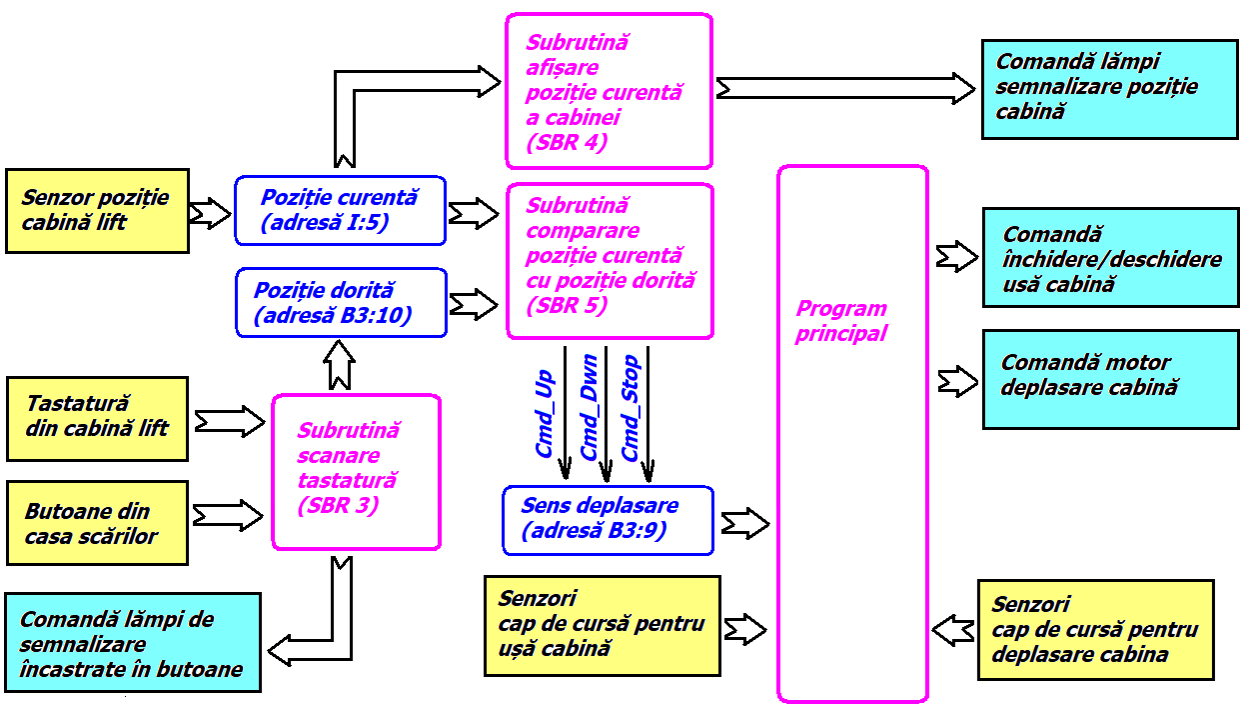 Subrutină
afișare
poziție curentă
a cabinei
(SBR 4)
Comandă lămpi
semnalizare poziție
cabină
Senzor poziție
cabină lift
Poziție curentă
(adresă I:5)
Subrutină
comparare
poziție curentă
cu poziție dorită
(SBR 5)
Program
principal
Comandă
închidere/deschidere
usă cabină
Poziție dorită
(adresă B3:10)
Comandă motor
deplasare cabină
Cmd_Up
Cmd_Dwn
Cmd_Stop
Tastatură
din cabină lift
Subrutină
scanare
tastatură
(SBR 3)
Butoane din
casa scărilor
Sens deplasare
(adresă B3:9)
Senzori
cap de cursă pentru
ușă cabină
Senzori
cap de cursă pentru
deplasare cabina
Comandă lămpi de
semnalizare
încastrate în butoane